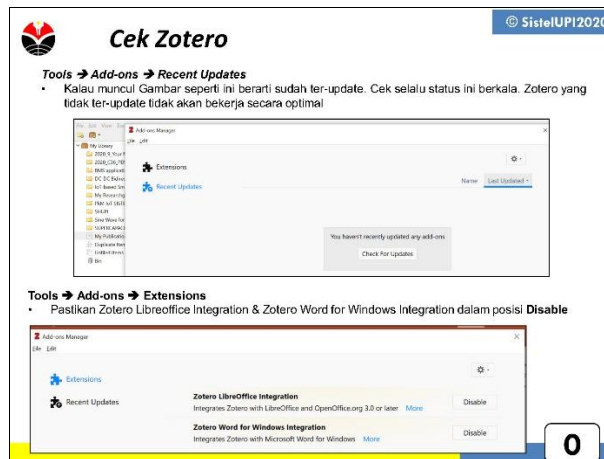 © SistelUPI2020
Cek Zotero
Tools ➔ Add-ons ➔ Recent Updates
• Kalau muncul Gambar seperti ini berarti sudah ter-update. Cek selalu status ini berkala. Zotero yang
tidak ter-update tidak akan bekerja secara optimal
Add-ons Manager
File Edit
My Library
Extensions
Recent Updates
Name Last Updated
You haven't recently updated any add-ons
Check For Updates
My Publications
Duplicate Items
Unfiled Items
Bin
Tools ➔ Add-ons ➔ Extensions
• Pastikan Zotero Libreoffice Integration & Zotero Word for Windows Integration dalam posisi Disable
Add-ons Manager
File Edit
Extensions
Recent Updates
Zotero LibreOffice Integration
Integrates Zotero with LibreOffice and OpenOffice.org 3.0 or later More
Disable
Zotero Word for Windows Integration
Integrates Zotero with Microsoft Word for Windows More
Disable
0